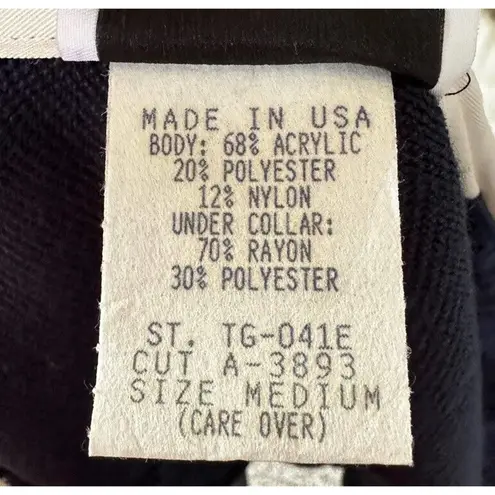 MADE IN USA
BODY: 68% ACRYLIC
20% POLYESTER
12% NYLON
UNDER COLLAR:
70% RAYON
30% POLYESTER
ST. TG-041E
CUT A-3893
SIZE MEDIUM
(CARE OVER)